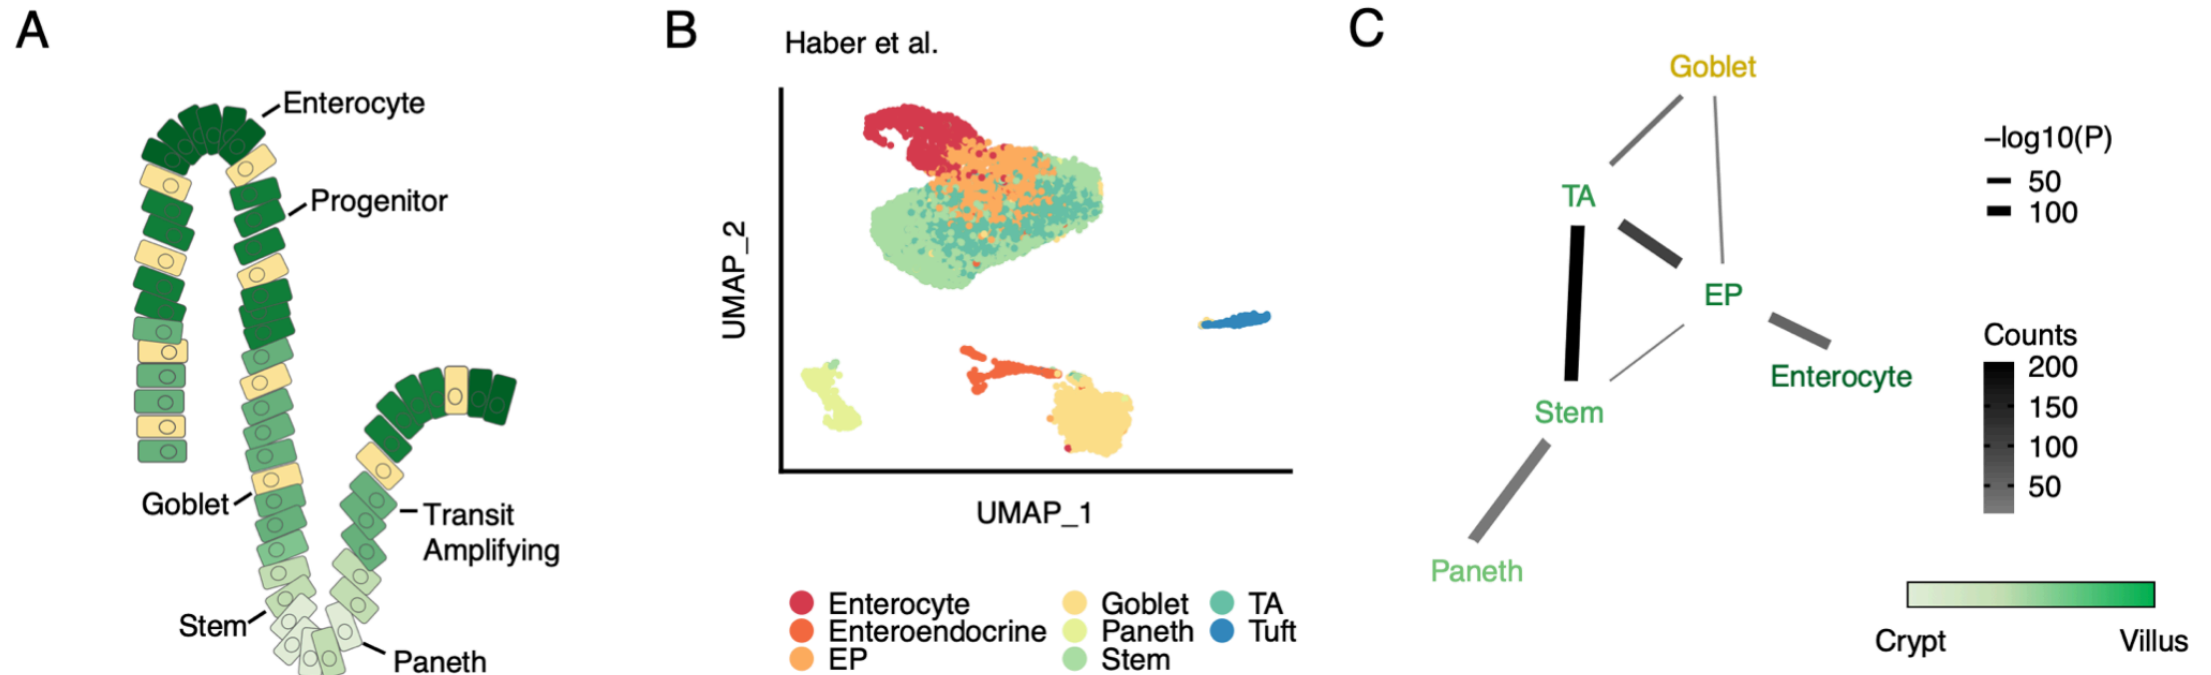 A
Enterocyte
Progenitor
Goblet
Transit
Amplifying
Stem
Paneth
B
Haber et al.
UMAP_2
UMAP_1
Enterocyte
Enteroendocrine
EP
Goblet
Paneth
Stem
TA
Tuft
C
Goblet
TA
EP
Enterocyte
Stem
Paneth
−log10(P)
50
100
Counts
200
150
100
50
Crypt Villus